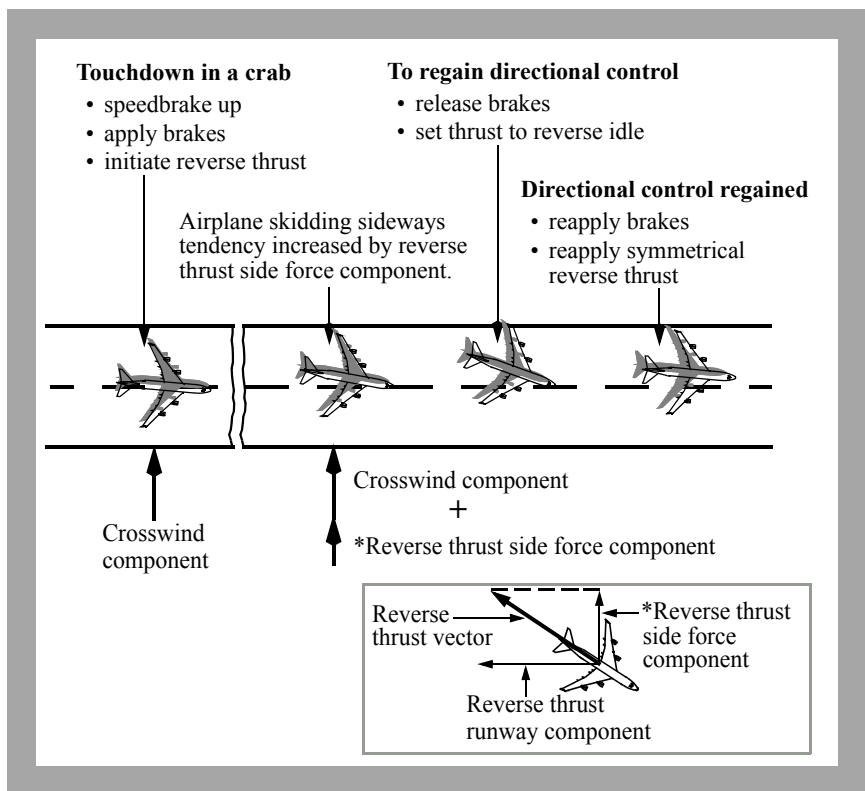 Touchdown in a crab
• speedbrake up
• apply brakes
• initiate reverse thrust
To regain directional control
• release brakes
• set thrust to reverse idle
Directional control regained
• reapply brakes
• reapply symmetrical
reverse thrust
Airplane skidding sideways
tendency increased by reverse
thrust side force component.
Crosswind
component
Crosswind component
+
*Reverse thrust side force component
Reverse
thrust vector
*Reverse thrust
side force
component
Reverse thrust
runway component